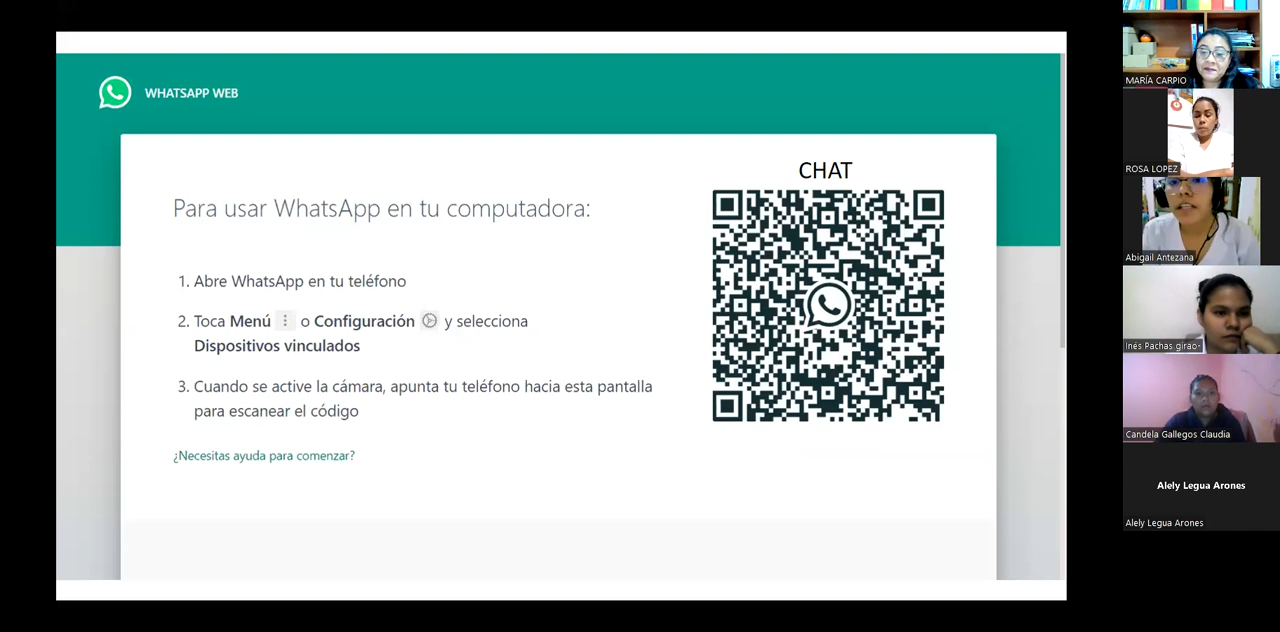 WHATSAPP WEB
CHAT
Para usar WhatsApp en tu computadora:
1. Abre WhatsApp en tu teléfono
2. Toca Menú o Configuración y selecciona
Dispositivos vinculados
3. Cuando se active la cámara, apunta tu teléfono hacia esta pantalla
para escanear el código
¿Necesitas ayuda para comenzar?
MARÍA CARPIO
ROSA LOPEZ
Abigail Antezana
Inés Pachas girao-
Candela Gallegos Claudia
Alely Legua Arones
Alely Legua Arones